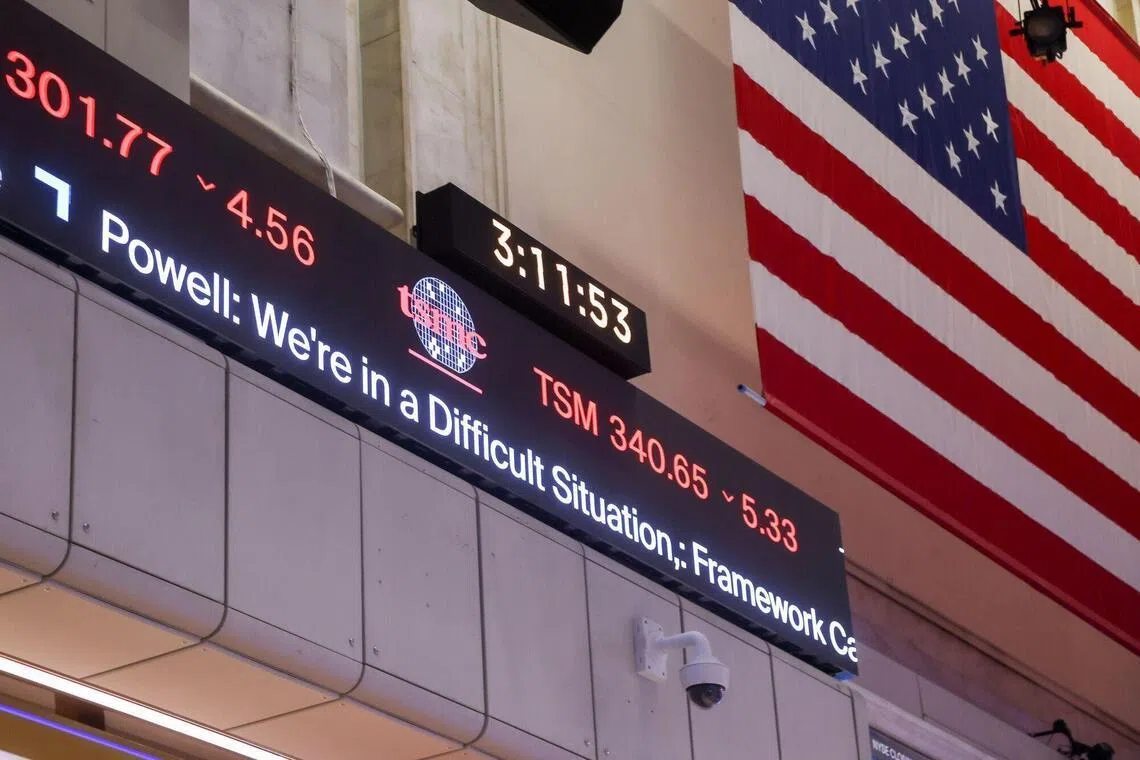 301.77 4.56
tsmc TSM 340.65 5.33
Powell: We're in a Difficult Situation,: Framework Ca
3:11:53